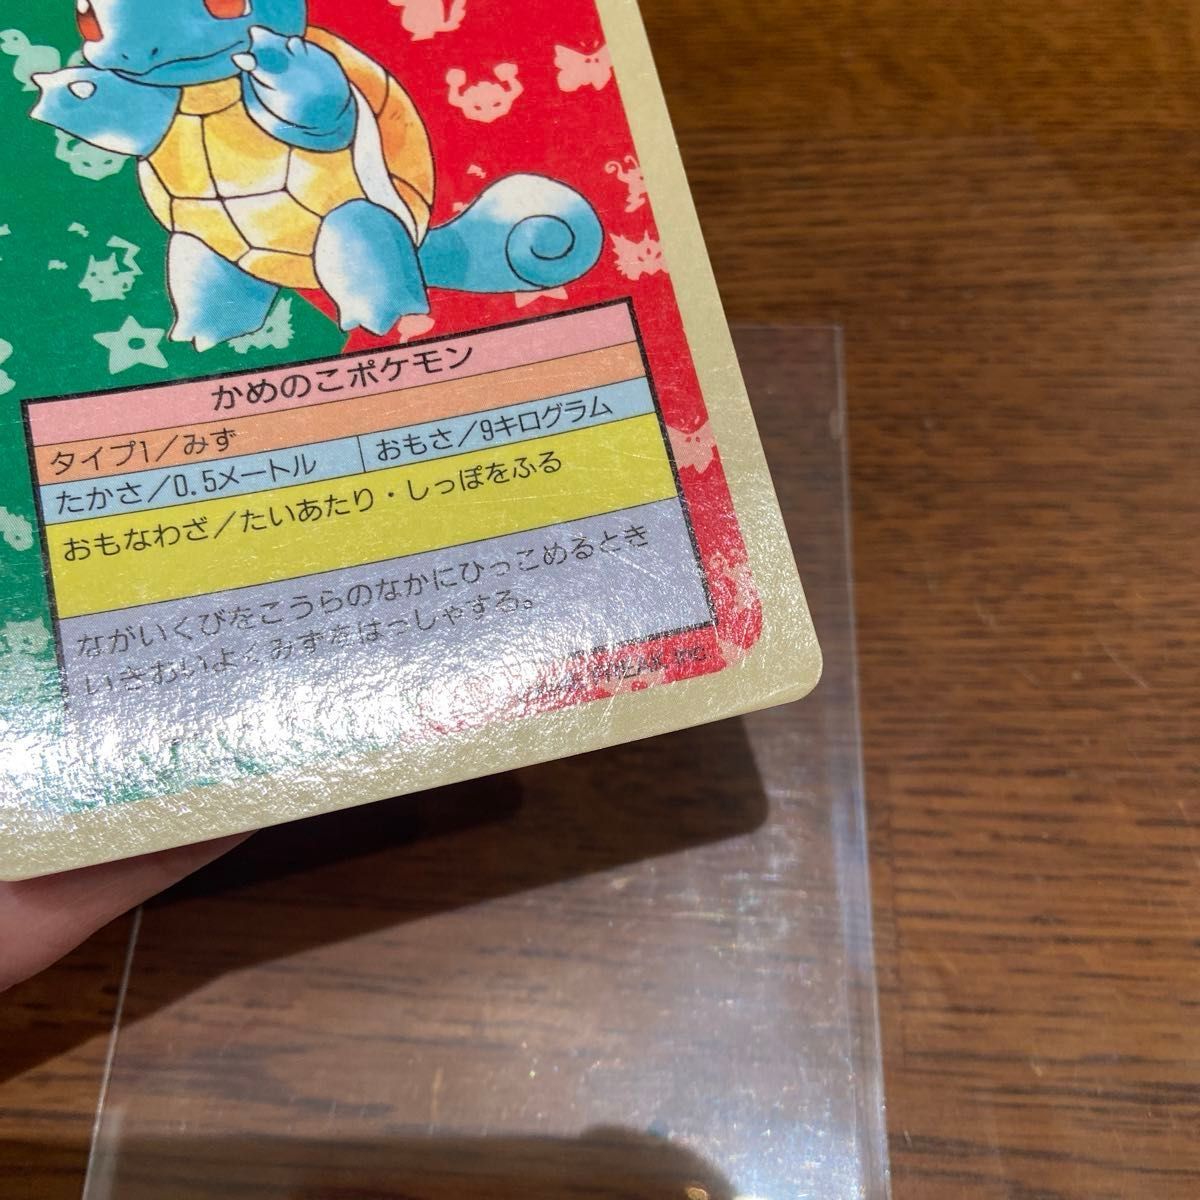 かめのこポケモン
タイプ1／みず
たかさ／0.5メートル　おもさ／9キログラム
おもなわざ／たいあたり・しっぽをふる
ながいくびをこうらのなかにひっこめるとき
いきおいよくみずをはっしゃする。
FREAK inc.